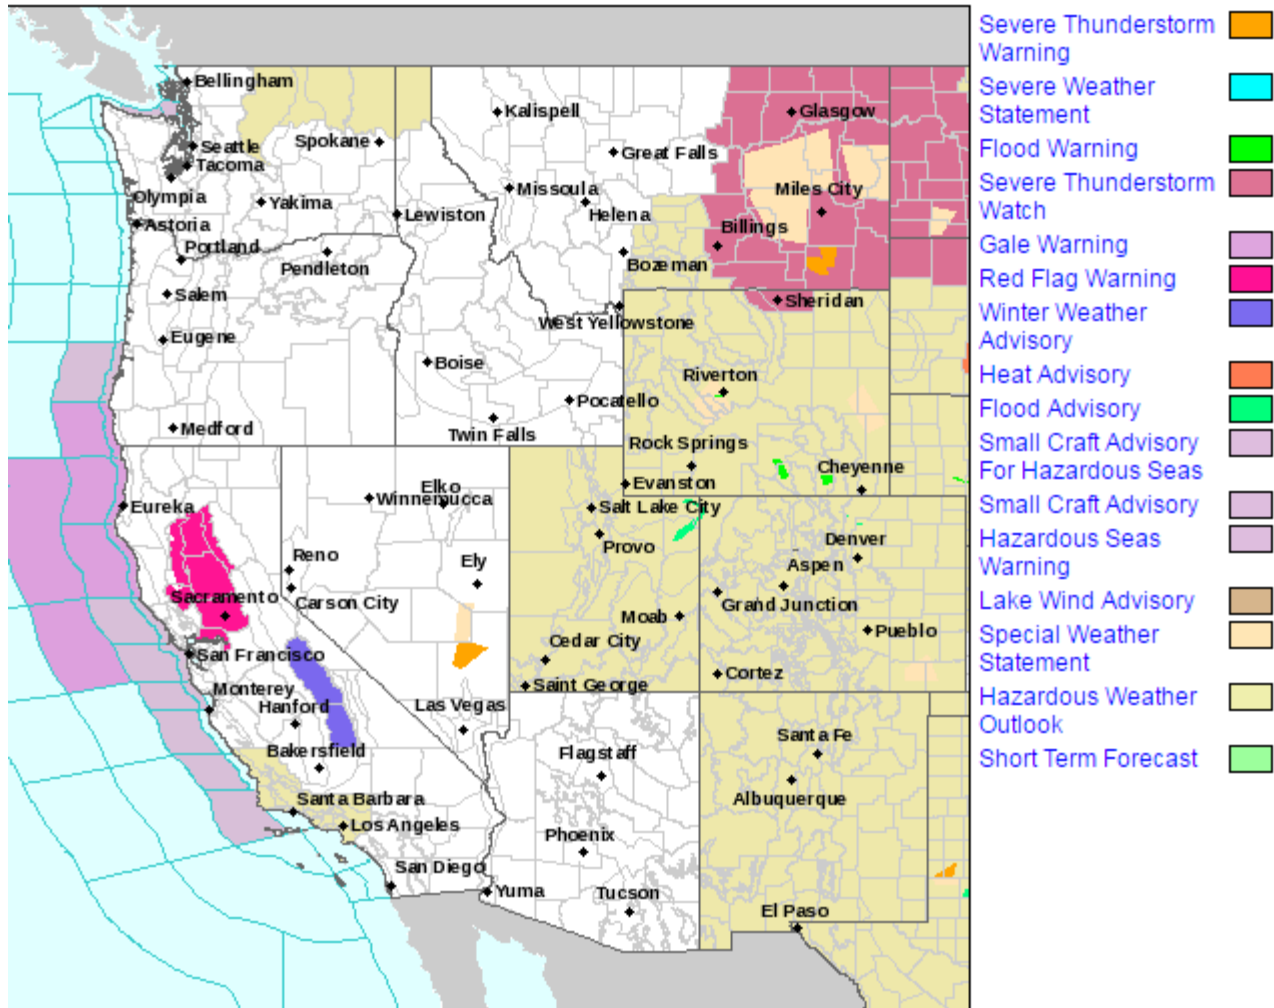 Bellingham
Kalispell
Glasgow
Seattle
Spokane
Great Falls
Tacoma
Missoula
Miles City
Olympia
Yakima
Lewiston
Helena
Astoria
Billings
Portland
Pendleton
Bozeman
Salem
Sheridan
West Yellowstone
Eugene
Boise
Riverton
Pocatello
Medford
Twin Falls
Rock Springs
Cheyenne
Elko
Winnemucca
Evanston
Eureka
Salt Lake City
Provo
Denver
Reno
Ely
Aspen
Sacramento
Carson City
Grand Junction
Moab
Pueblo
San Francisco
Cedar City
Cortez
Monterey
Saint George
Hanford
Las Vegas
Bakersfield
Flagstaff
Santa Fe
Santa Barbara
Albuquerque
Los Angeles
Phoenix
San Diego
Yuma
Tucson
El Paso
Severe Thunderstorm
Warning
Severe Weather
Statement
Flood Warning
Severe Thunderstorm
Watch
Gale Warning
Red Flag Warning
Winter Weather
Advisory
Heat Advisory
Flood Advisory
Small Craft Advisory
For Hazardous Seas
Small Craft Advisory
Hazardous Seas
Warning
Lake Wind Advisory
Special Weather
Statement
Hazardous Weather
Outlook
Short Term Forecast